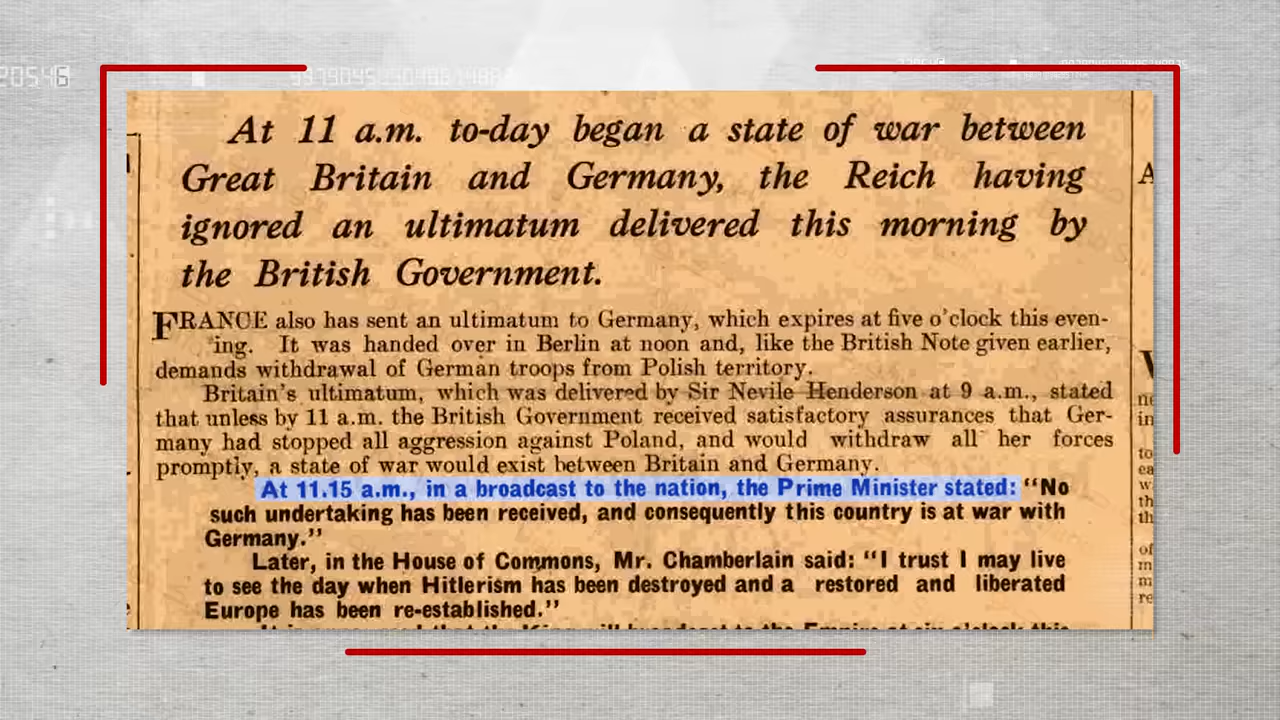 At 11 a.m. to-day began a state of war between
Great Britain and Germany, the Reich having
ignored an ultimatum delivered this morning by
the British Government.
FRANCE also has sent an ultimatum to Germany, which expires at five o'clock this even-
ing. It was handed over in Berlin at noon and, like the British Note given earlier,
demands withdrawal of German troops from Polish territory.
Britain's ultimatum, which was delivered by Sir Nevile Henderson at 9 a.m., stated
that unless by 11 a.m. the British Government received satisfactory assurances that Ger-
many had stopped all aggression against Poland, and would withdraw all her forces
promptly, a state of war would exist between Britain and Germany.
At 11.15 a.m., in a broadcast to the nation, the Prime Minister stated: "No
such undertaking has been received, and consequently this country is at war with
Germany."
Later, in the House of Commons, Mr. Chamberlain said: "I trust I may live
to see the day when Hitlerism has been destroyed and a restored and liberated
Europe has been re-established."